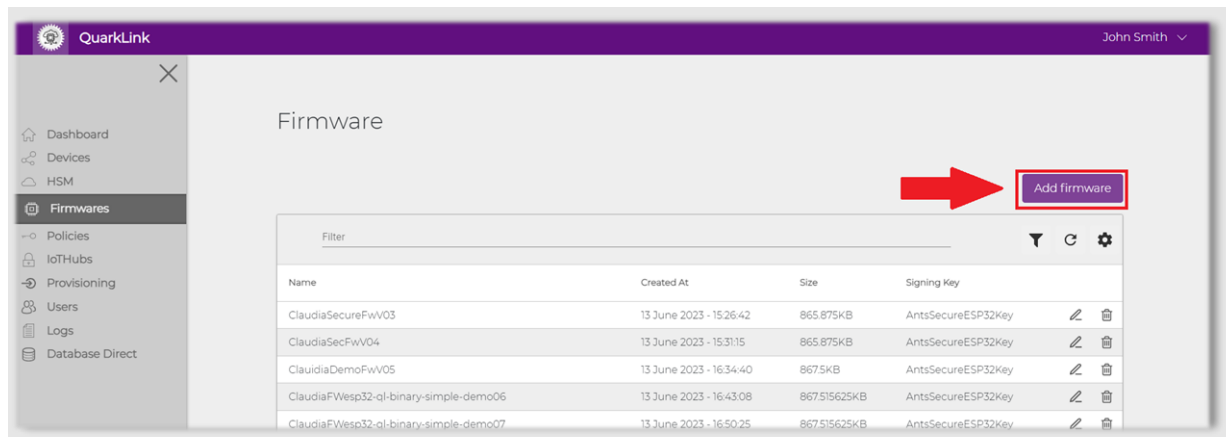 QuarkLink
John Smith
Dashboard
Devices
HSM
Firmwares
Policies
IoTHubs
Provisioning
Users
Logs
Database Direct
Firmware
Add firmware
Filter
Name Created At Size Signing Key
ClaudiaSecureFwV03 13 June 2023 - 15:26:42 865.875KB AntsSecureESP32Key
ClaudiaSecFwV04 13 June 2023 - 15:31:15 865.875KB AntsSecureESP32Key
ClauidiaDemoFwV05 13 June 2023 - 16:34:40 867.5KB AntsSecureESP32Key
ClaudiaFWesp32-ql-binary-simple-demo06 13 June 2023 - 16:43:08 867.515625KB AntsSecureESP32Key
ClaudiaFWesp32-ql-binary-simple-demo07 13 June 2023 - 16:50:25 867.515625KB AntsSecureESP32Key